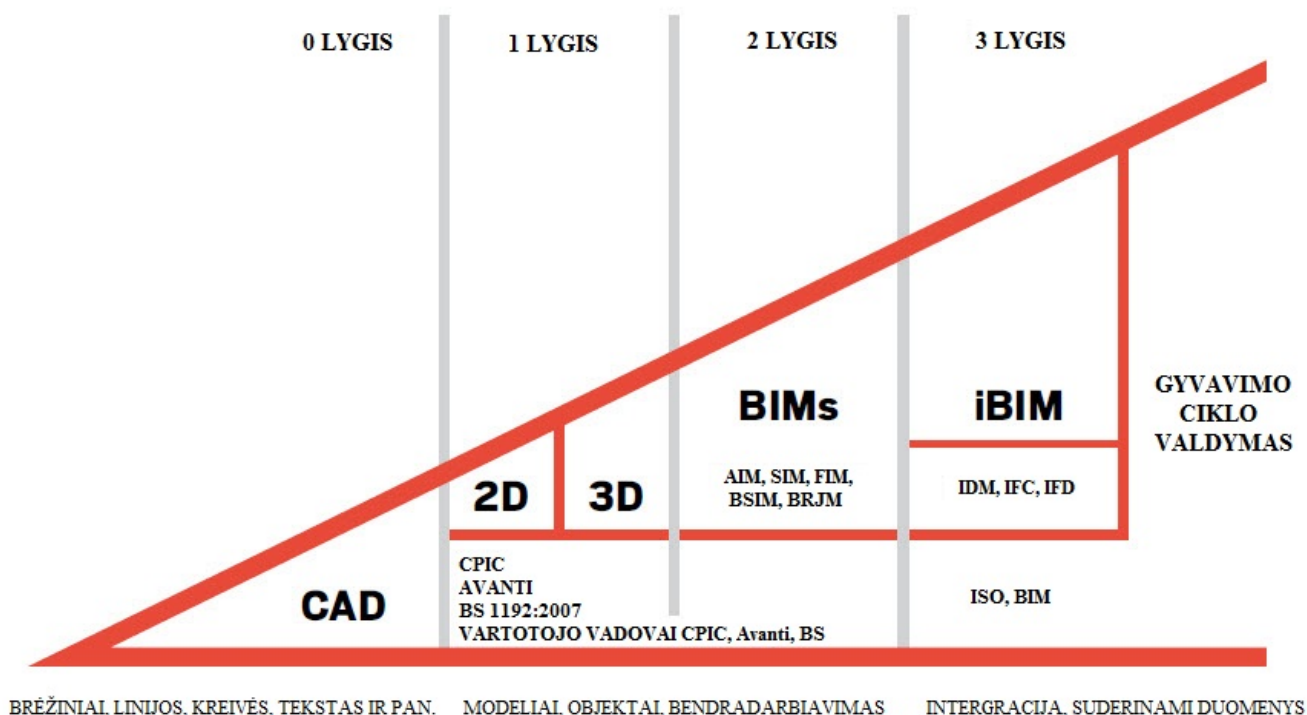 0 LYGIS
1 LYGIS
2 LYGIS
3 LYGIS
BIMs
iBIM
GYVAVIMO
CIKLO
VALDYMAS
2D
3D
AIM, SIM, FIM,
BSIM, BRJM
IDM, IFC, IFD
CAD
CPIC
AVANTI
BS 1192:2007
VARTOTOJO VADOVAI CPIC, Avanti, BS
ISO, BIM
BRĖŽINIAI, LINIJOS, KREIVĖS, TEKSTAS IR PAN.
MODELIAI, OBJEKTAI, BENDRADARBIAVIMAS
INTERGRACIJA, SUDERINAMI DUOMENYS